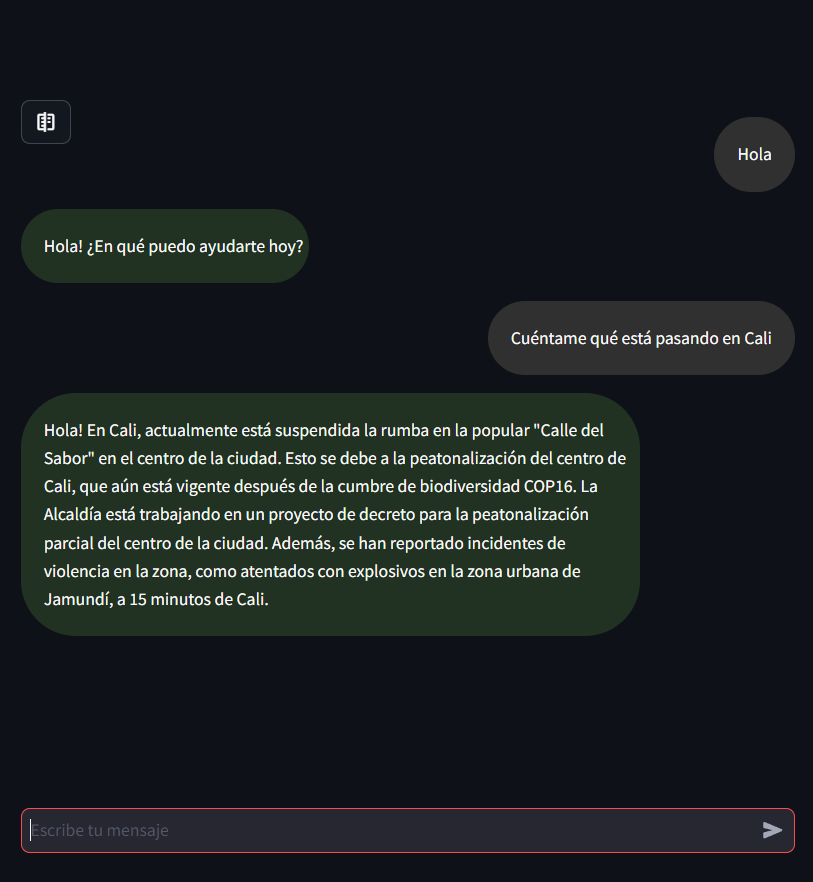 Hola
Hola! ¿En qué puedo ayudarte hoy?
Cuéntame qué está pasando en Cali
Hola! En Cali, actualmente está suspendida la rumba en la popular "Calle del
Sabor" en el centro de la ciudad. Esto se debe a la peatonalización del centro de
Cali, que aún está vigente después de la cumbre de biodiversidad COP16. La
Alcaldía está trabajando en un proyecto de decreto para la peatonalización
parcial del centro de la ciudad. Además, se han reportado incidentes de
violencia en la zona, como atentados con explosivos en la zona urbana de
Jamundí, a 15 minutos de Cali.
Escribe tu mensaje